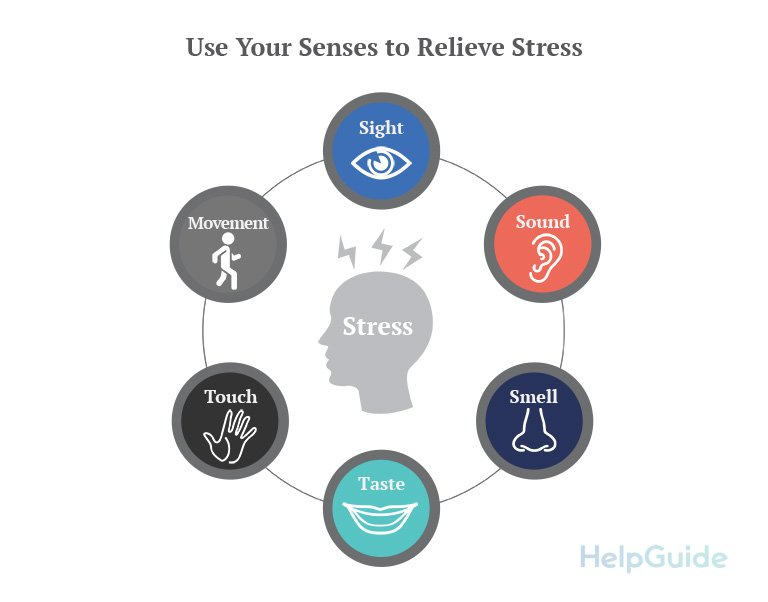 Use Your Senses to Relieve Stress
Sight
Movement
Sound
Stress
Touch
Smell
Taste
HelpGuide